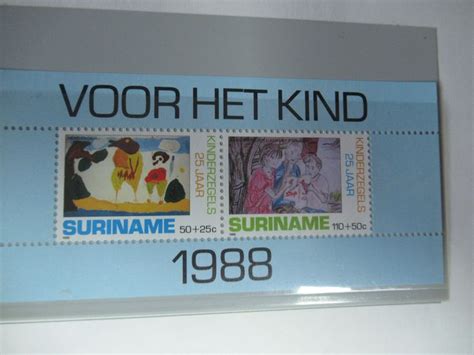 VOOR HET KIND
KINDERZEGELS
25 JAAR
SURINAME 50+25c
KINDERZEGELS
25 JAAR
SURINAME 110+50c
1988